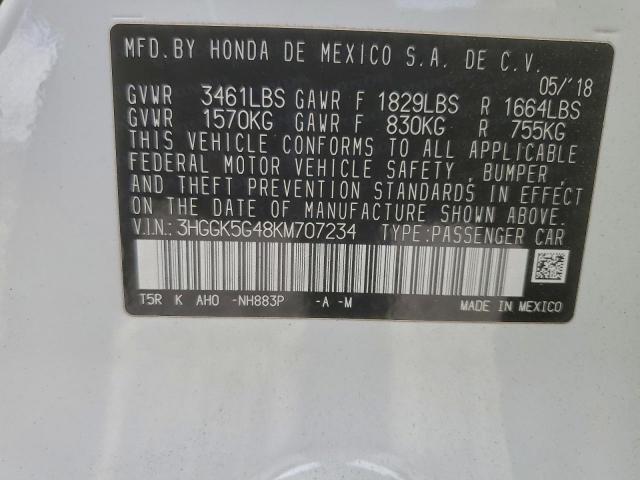 MFD. BY HONDA DE MEXICO S.A. DE C.V.
05/'18
GVWR 3461LBS GAWR F 1829LBS R 1664LBS
GVWR 1570KG GAWR F 830KG R 755KG
THIS VEHICLE CONFORMS TO ALL APPLICABLE
FEDERAL MOTOR VEHICLE SAFETY , BUMPER ,
AND THEFT PREVENTION STANDARDS IN EFFECT
ON THE DATE OF MANUFACTURE SHOWN ABOVE.
V.I.N.: 3HGGK5G48KM707234 TYPE:PASSENGER CAR
T5R K AHO -NH883P -A -M MADE IN MEXICO